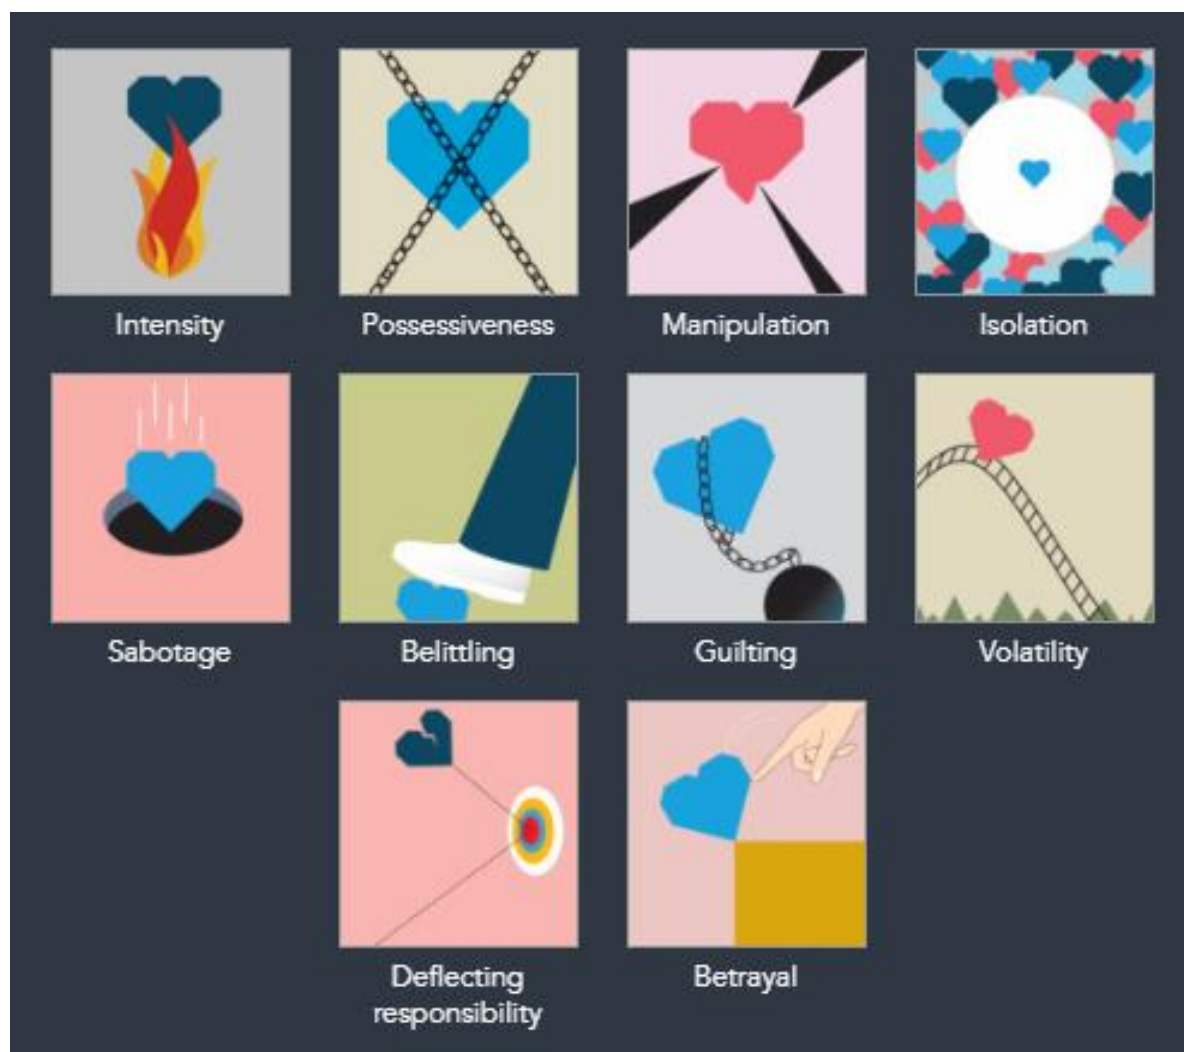 Intensity
Possessiveness
Manipulation
Isolation
Sabotage
Belittling
Guilting
Volatility
Deflecting
responsibility
Betrayal